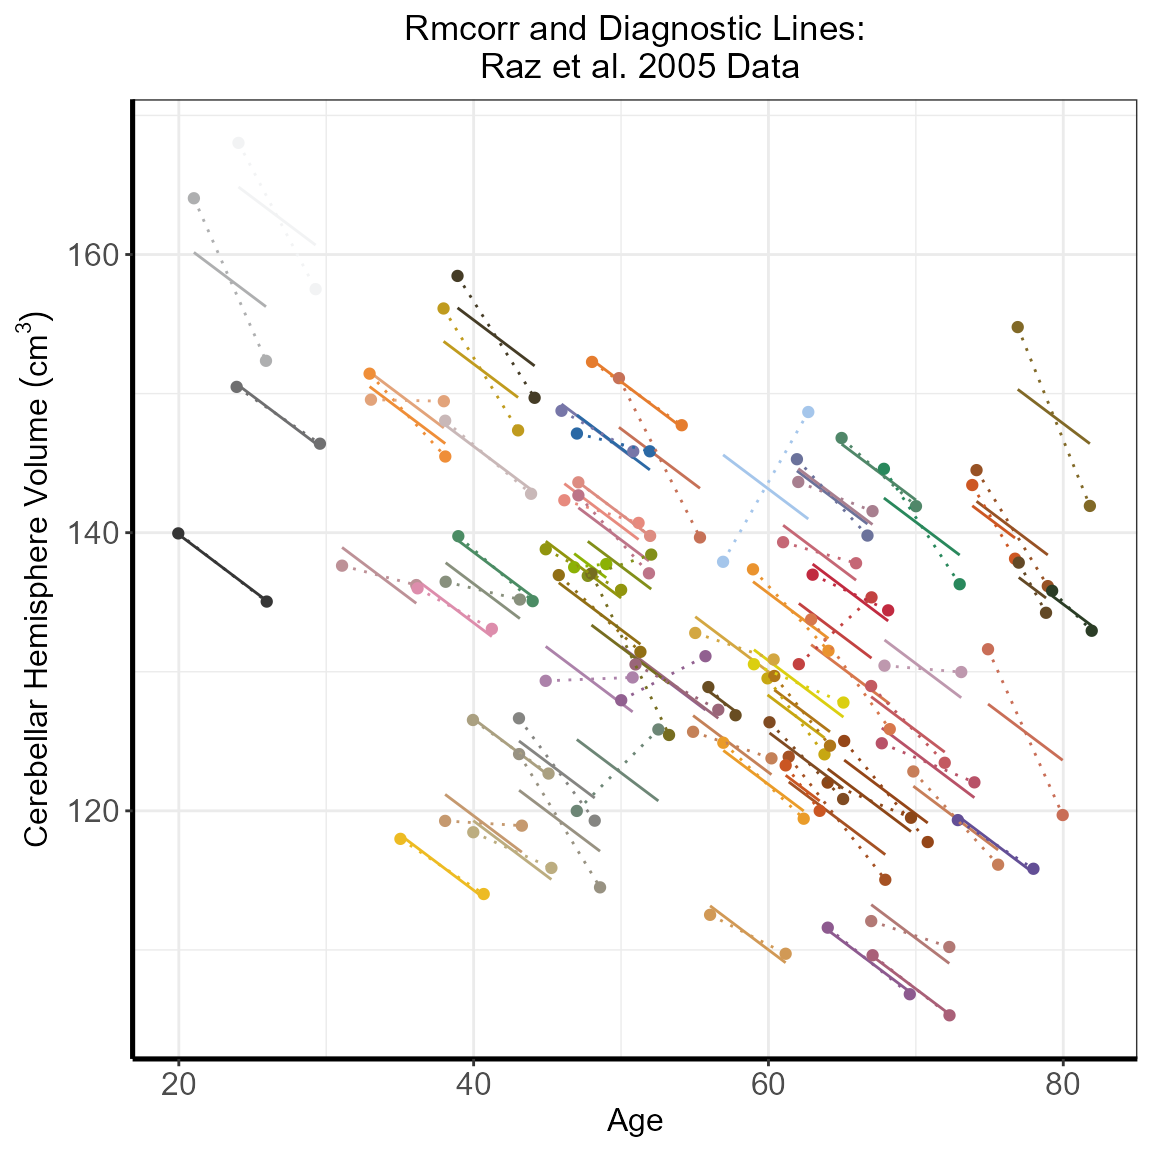 Rmcorr and Diagnostic Lines:
Raz et al. 2005 Data
Cerebellar Hemisphere Volume (cm³)
160
140
120
20
40
60
80
Age